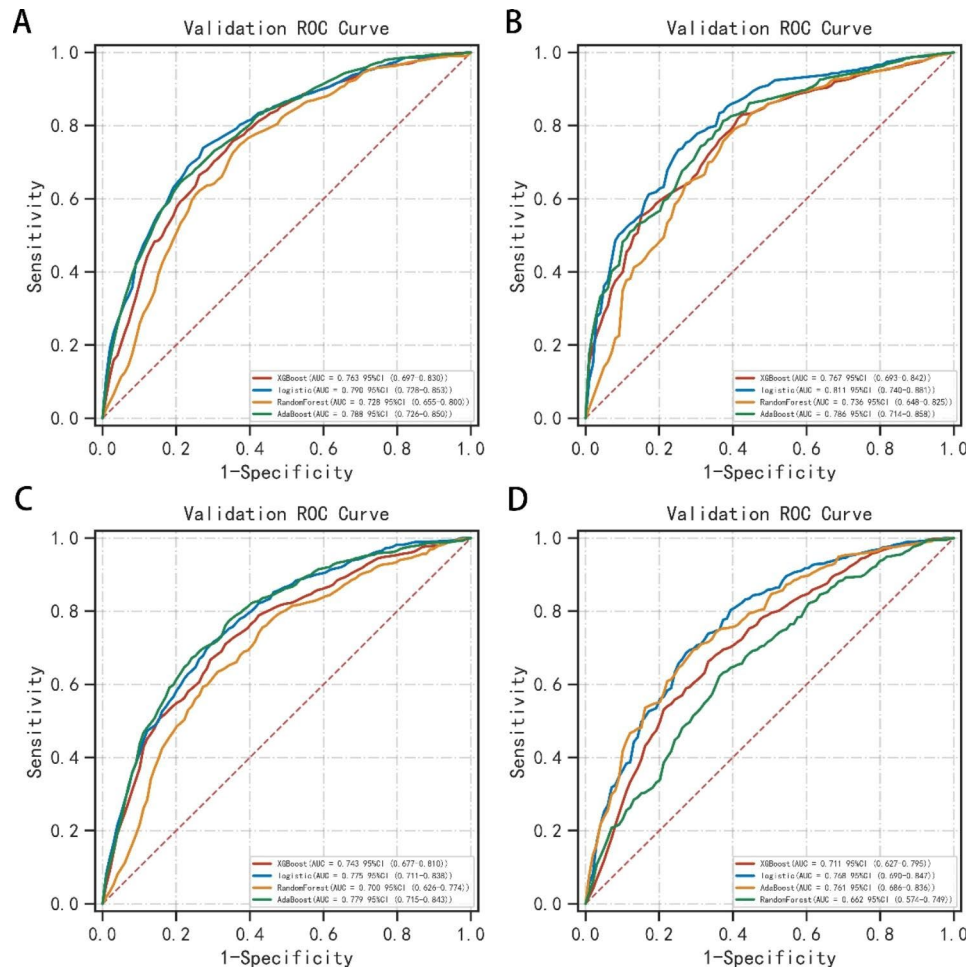 A
Validation ROC Curve
1.0
0.8
0.6
0.4
0.2
0.0
Sensitivity
XGBoost(AUC = 0.763 95%CI (0.697-0.830))
logistic(AUC = 0.790 95%CI (0.728-0.853))
RandomForest(AUC = 0.728 95%CI (0.655-0.800))
AdaBoost(AUC = 0.788 95%CI (0.726-0.850))
0.0 0.2 0.4 0.6 0.8 1.0
1-Specificity
B
Validation ROC Curve
1.0
0.8
0.6
0.4
0.2
0.0
Sensitivity
XGBoost(AUC = 0.767 95%CI (0.693-0.842))
logistic(AUC = 0.811 95%CI (0.740-0.881))
RandomForest(AUC = 0.736 95%CI (0.648-0.825))
AdaBoost(AUC = 0.786 95%CI (0.714-0.858))
0.0 0.2 0.4 0.6 0.8 1.0
1-Specificity
C
Validation ROC Curve
1.0
0.8
0.6
0.4
0.2
0.0
Sensitivity
XGBoost(AUC = 0.743 95%CI (0.677-0.810))
logistic(AUC = 0.775 95%CI (0.711-0.838))
RandomForest(AUC = 0.700 95%CI (0.626-0.774))
AdaBoost(AUC = 0.779 95%CI (0.715-0.843))
0.0 0.2 0.4 0.6 0.8 1.0
1-Specificity
D
Validation ROC Curve
1.0
0.8
0.6
0.4
0.2
0.0
Sensitivity
XGBoost(AUC = 0.711 95%CI (0.627-0.795))
logistic(AUC = 0.768 95%CI (0.690-0.847))
AdaBoost(AUC = 0.761 95%CI (0.686-0.836))
RandomForest(AUC = 0.662 95%CI (0.574-0.749))
0.0 0.2 0.4 0.6 0.8 1.0
1-Specificity